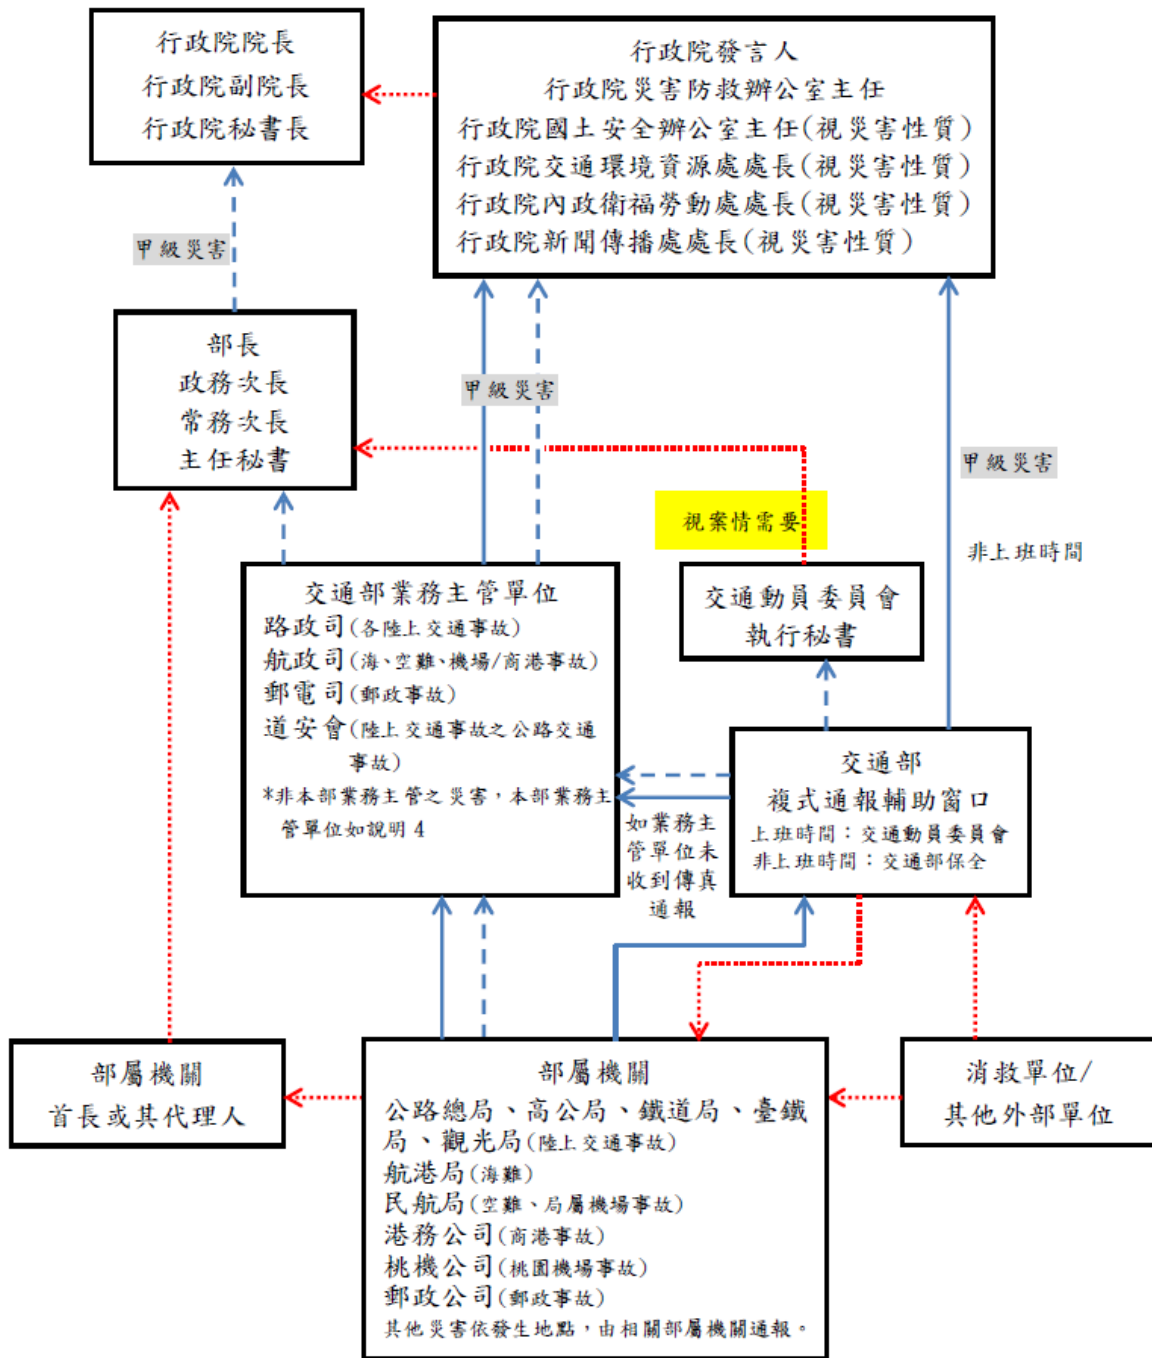 行政院院長
行政院副院長
行政院秘書長
行政院發言人
行政院災害防救辦公室主任
行政院國土安全辦公室主任(視災害性質)
行政院交通環境資源處處長(視災害性質)
行政院內政衛福勞動處處長(視災害性質)
行政院新聞傳播處處長(視災害性質)
甲級災害
部長
政務次長
常務次長
主任秘書
甲級災害
甲級災害
視案情需要
非上班時間
交通部業務主管單位
路政司(各陸上交通事故)
航政司(海、空難、機場/商港事故)
郵電司(郵政事故)
道安會(陸上交通事故之公路交通
事故)
*非本部業務主管之災害,本部業務主
管單位如說明 4
交通動員委員會
執行秘書
交通部
複式通報輔助窗口
上班時間:交通動員委員會
非上班時間:交通部保全
如業務主
管單位未
收到傳真
通報
部屬機關
首長或其代理人
部屬機關
公路總局、高公局、鐵道局、臺鐵
局、觀光局(陸上交通事故)
航港局(海難)
民航局(空難、局屬機場事故)
港務公司(商港事故)
桃機公司(桃園機場事故)
郵政公司(郵政事故)
其他災害依發生地點,由相關部屬機關通報。
消救單位/
其他外部單位